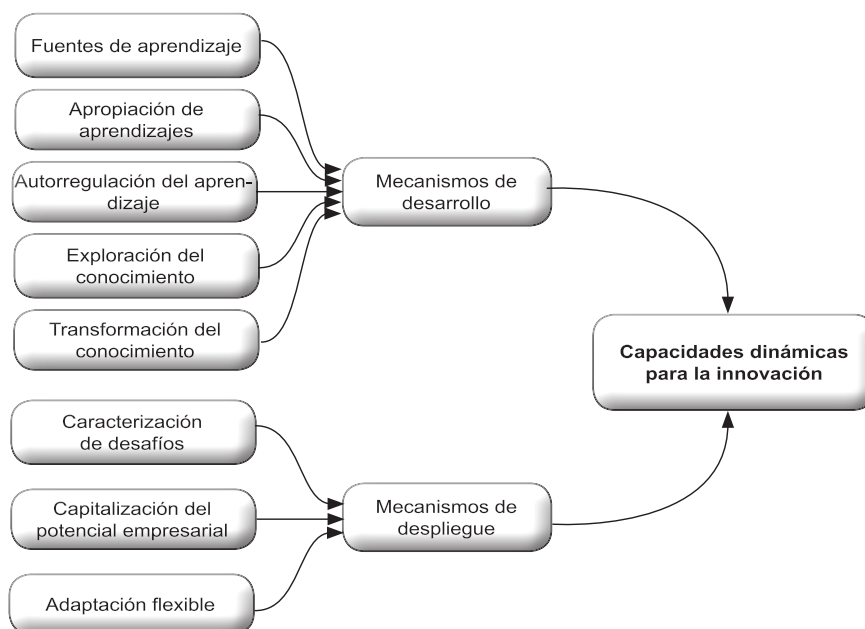 Fuentes de aprendizaje
Apropiación de
aprendizajes
Autorregulación del apren-
dizaje
Exploración del
conocimiento
Transformación del
conocimiento
Mecanismos de
desarrollo
Caracterización
de desafíos
Capitalización del
potencial empresarial
Adaptación flexible
Mecanismos de
despliegue
Capacidades dinámicas
para la innovación